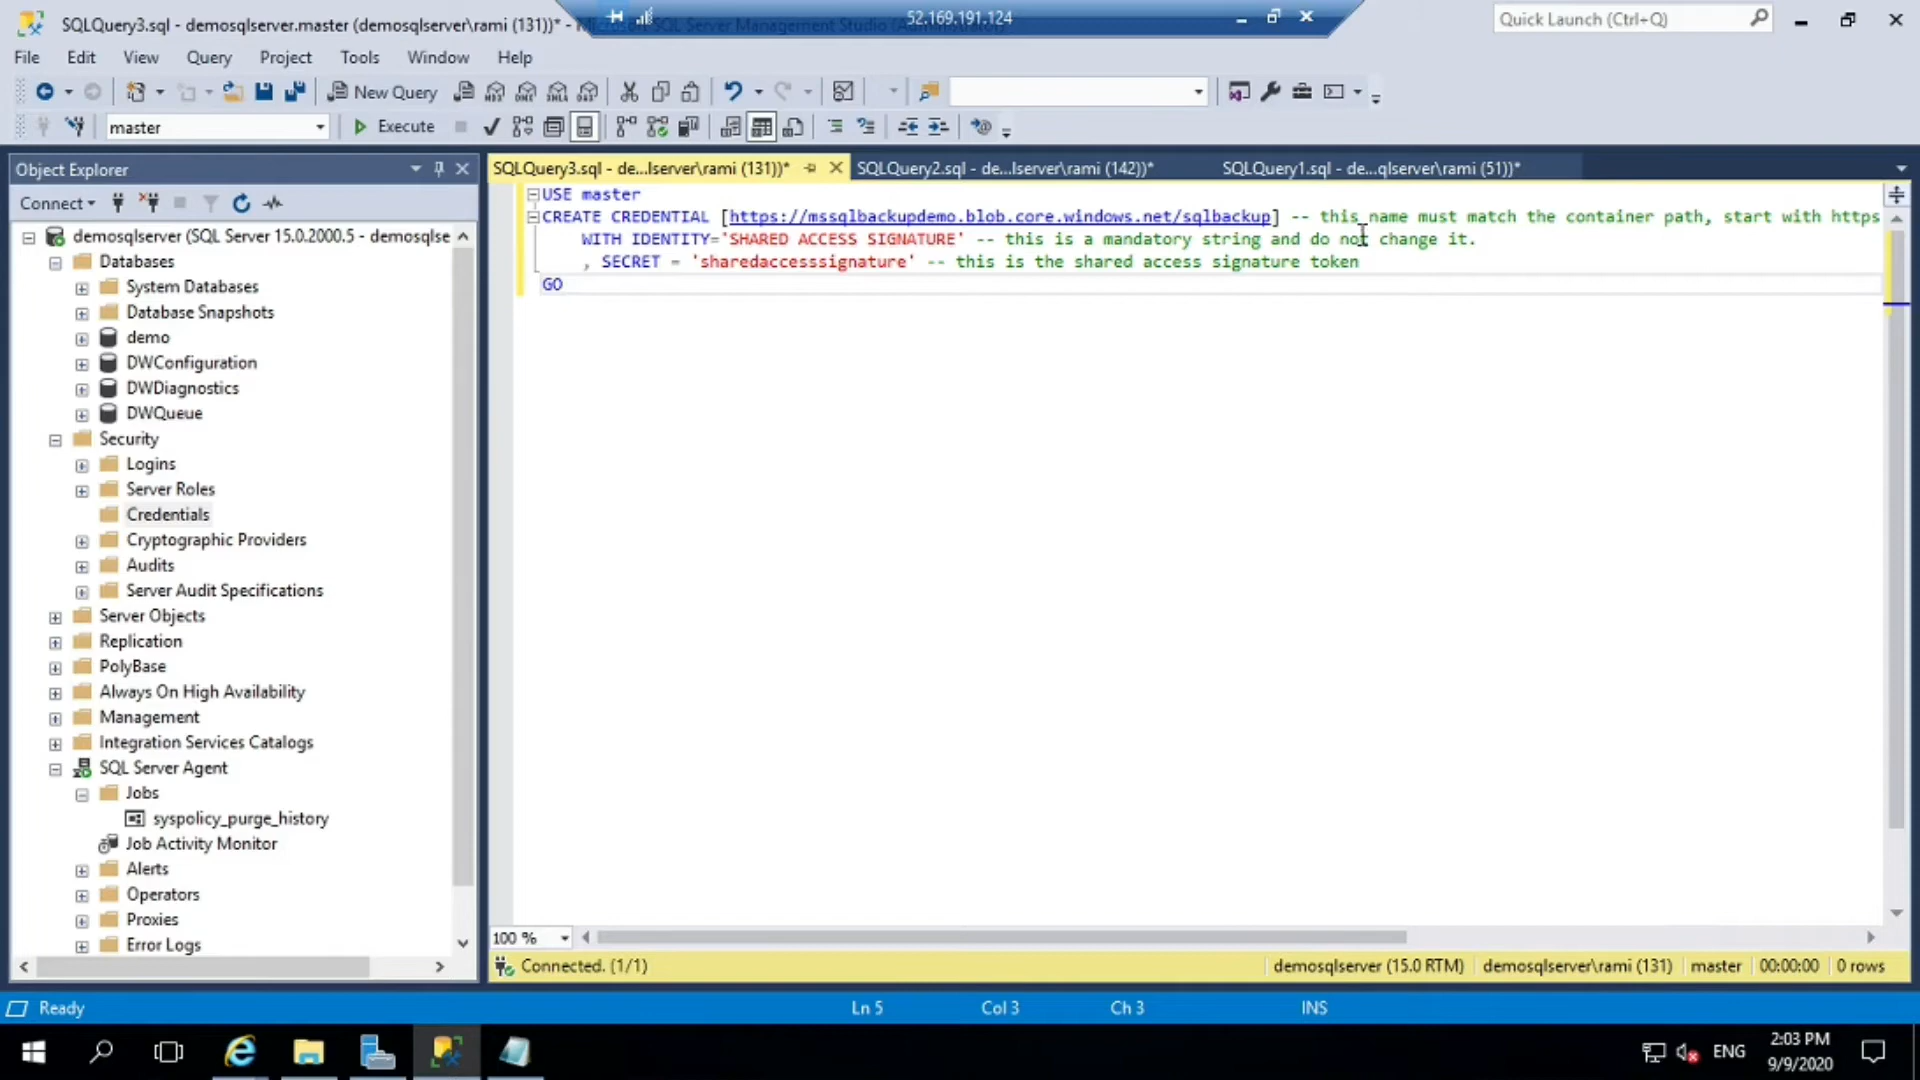 SQLQuery3.sql - demosqlserver.master (demosqlserver\rami (131))* - Microsoft SQL Server Management Studio (Administrator)
52.169.191.124
Quick Launch (Ctrl+Q)
File Edit View Query Project Tools Window Help
New Query
master
Execute
Object Explorer
Connect
demosqlserver (SQL Server 15.0.2000.5 - demosqlse
Databases
System Databases
Database Snapshots
demo
DWConfiguration
DWDiagnostics
DWQueue
Security
Logins
Server Roles
Credentials
Cryptographic Providers
Audits
Server Audit Specifications
Server Objects
Replication
PolyBase
Always On High Availability
Management
Integration Services Catalogs
SQL Server Agent
Jobs
syspolicy_purge_history
Job Activity Monitor
Alerts
Operators
Proxies
Error Logs
SQLQuery3.sql - de...lserver\rami (131))* SQLQuery2.sql - de...lserver\rami (142))* SQLQuery1.sql - de...qlserver\rami (51))*
USE master
CREATE CREDENTIAL [https://mssqlbackupdemo.blob.core.windows.net/sqlbackup] -- this name must match the container path, start with https
WITH IDENTITY='SHARED ACCESS SIGNATURE' -- this is a mandatory string and do not change it.
, SECRET = 'sharedaccesssignature' -- this is the shared access signature token
GO
100 %
Connected. (1/1) demosqlserver (15.0 RTM) demosqlserver\rami (131) master 00:00:00 0 rows
Ready Ln 5 Col 3 Ch 3 INS
ENG
2:03 PM
9/9/2020